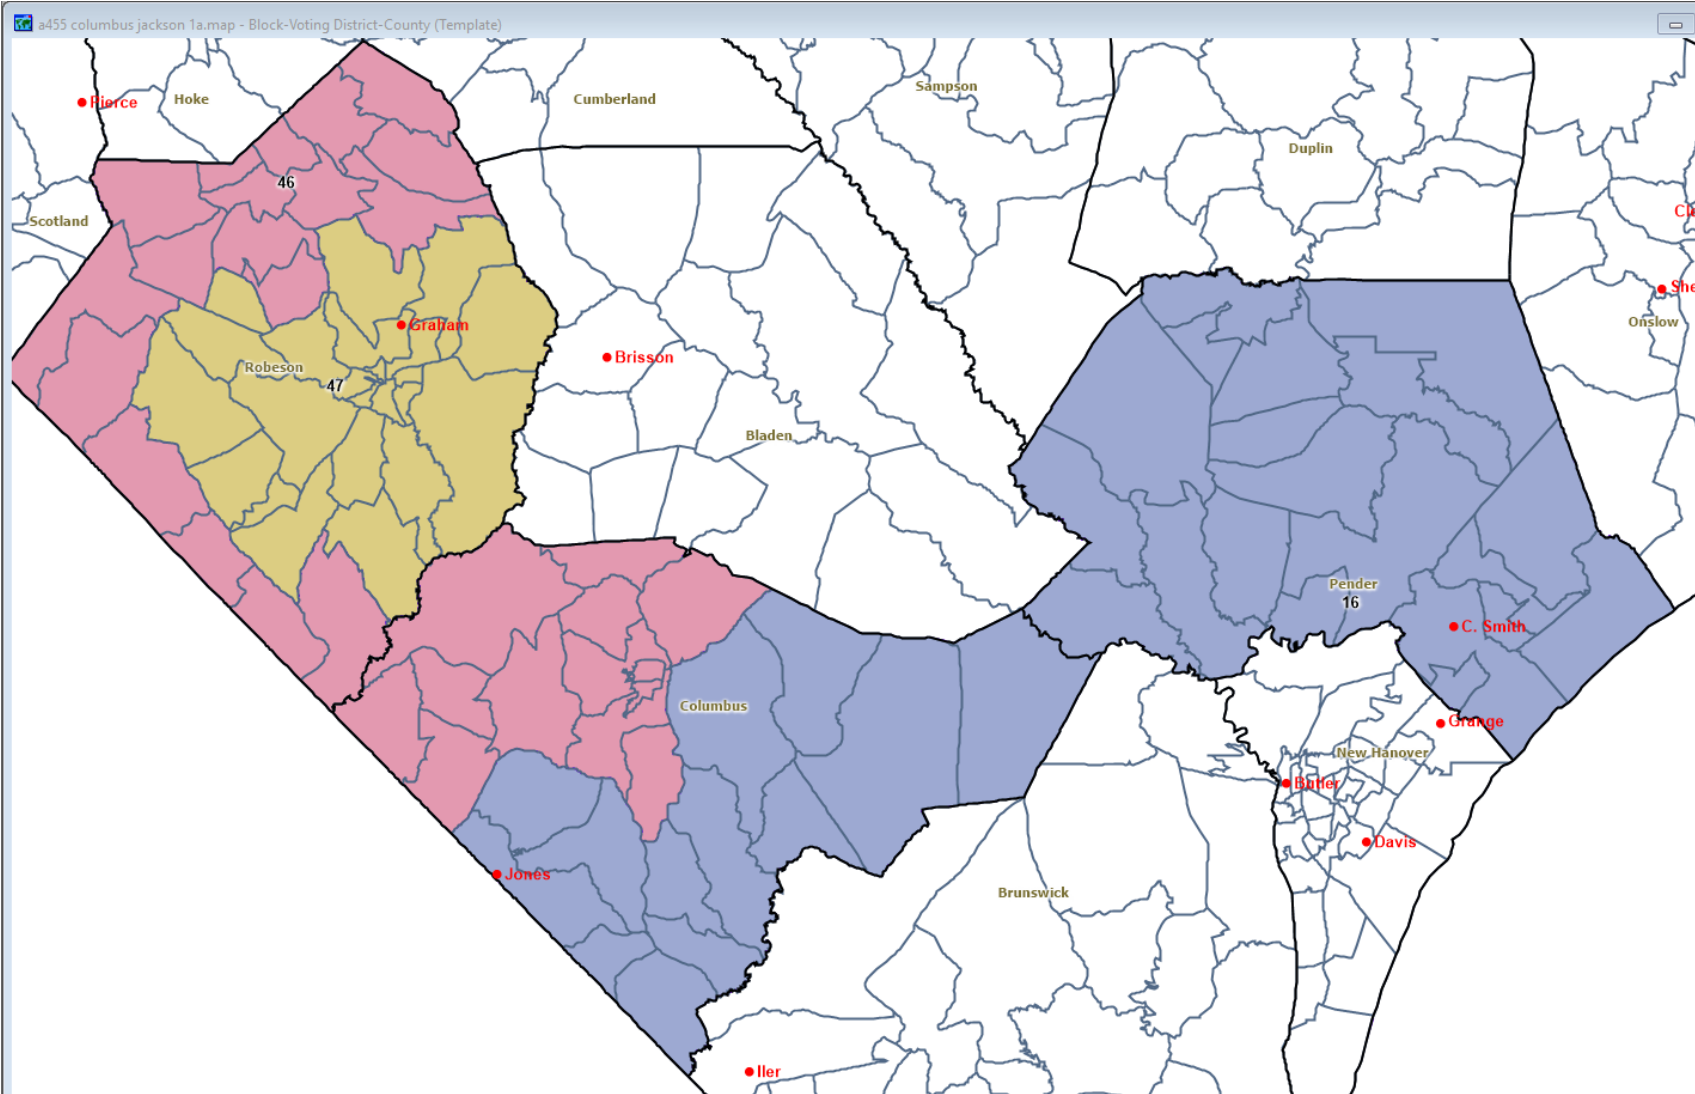 a455 columbus jackson 1a.map - Block-Voting District-County (Template)
Pierce
Hoke
Cumberland
Sampson
Duplin
46
Scotland
Onslow
Graham
Brisson
Robeson
47
Bladen
Pender
16
C. Smith
Columbus
Grange
New Hanover
Butler
Davis
Jones
Brunswick
Iler